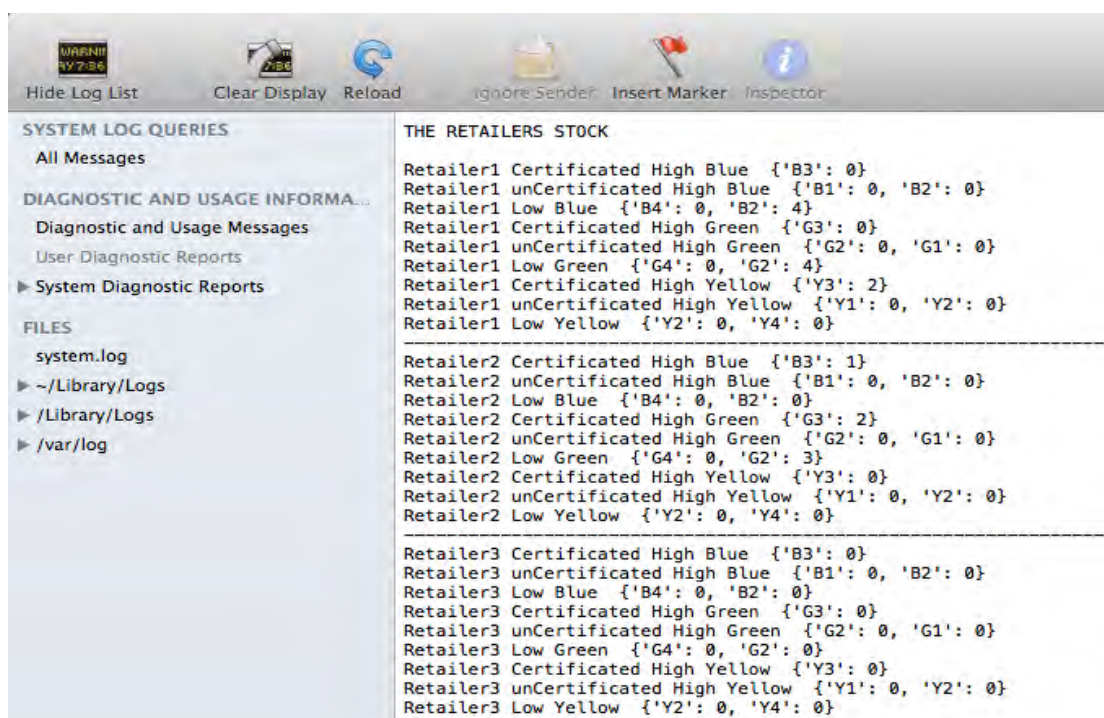 WARNIN
AY 7:36
7:36
Hide Log List
Clear Display
Reload
Ignore Sender
Insert Marker
Inspector
SYSTEM LOG QUERIES
All Messages
DIAGNOSTIC AND USAGE INFORMA...
Diagnostic and Usage Messages
User Diagnostic Reports
System Diagnostic Reports
FILES
system.log
~/Library/Logs
/Library/Logs
/var/log
THE RETAILERS STOCK
Retailer1 Certificated High Blue {'B3': 0}
Retailer1 unCertificated High Blue {'B1': 0, 'B2': 0}
Retailer1 Low Blue {'B4': 0, 'B2': 4}
Retailer1 Certificated High Green {'G3': 0}
Retailer1 unCertificated High Green {'G2': 0, 'G1': 0}
Retailer1 Low Green {'G4': 0, 'G2': 4}
Retailer1 Certificated High Yellow {'Y3': 2}
Retailer1 unCertificated High Yellow {'Y1': 0, 'Y2': 0}
Retailer1 Low Yellow {'Y2': 0, 'Y4': 0}
Retailer2 Certificated High Blue {'B3': 1}
Retailer2 unCertificated High Blue {'B1': 0, 'B2': 0}
Retailer2 Low Blue {'B4': 0, 'B2': 0}
Retailer2 Certificated High Green {'G3': 2}
Retailer2 unCertificated High Green {'G2': 0, 'G1': 0}
Retailer2 Low Green {'G4': 0, 'G2': 3}
Retailer2 Certificated High Yellow {'Y3': 0}
Retailer2 unCertificated High Yellow {'Y1': 0, 'Y2': 0}
Retailer2 Low Yellow {'Y2': 0, 'Y4': 0}
Retailer3 Certificated High Blue {'B3': 0}
Retailer3 unCertificated High Blue {'B1': 0, 'B2': 0}
Retailer3 Low Blue {'B4': 0, 'B2': 0}
Retailer3 Certificated High Green {'G3': 0}
Retailer3 unCertificated High Green {'G2': 0, 'G1': 0}
Retailer3 Low Green {'G4': 0, 'G2': 0}
Retailer3 Certificated High Yellow {'Y3': 0}
Retailer3 unCertificated High Yellow {'Y1': 0, 'Y2': 0}
Retailer3 Low Yellow {'Y2': 0, 'Y4': 0}